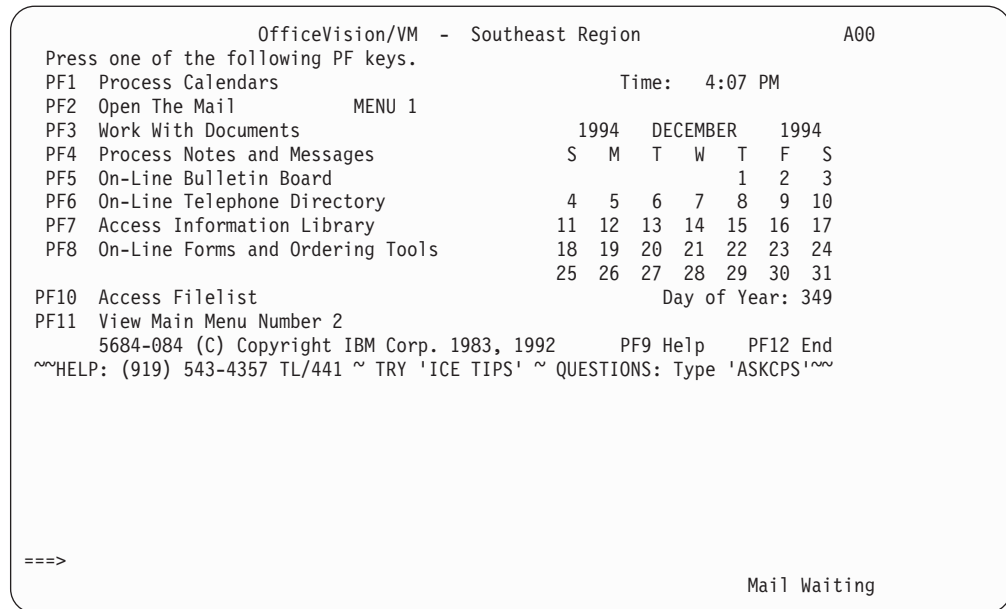 OfficeVision/VM - Southeast Region A00
Press one of the following PF keys.
PF1 Process Calendars Time: 4:07 PM
PF2 Open The Mail MENU 1
PF3 Work With Documents 1994 DECEMBER 1994
PF4 Process Notes and Messages S M T W T F S
PF5 On-Line Bulletin Board 1 2 3
PF6 On-Line Telephone Directory 4 5 6 7 8 9 10
PF7 Access Information Library 11 12 13 14 15 16 17
PF8 On-Line Forms and Ordering Tools 18 19 20 21 22 23 24
25 26 27 28 29 30 31
PF10 Access Filelist Day of Year: 349
PF11 View Main Menu Number 2
5684-084 (C) Copyright IBM Corp. 1983, 1992 PF9 Help PF12 End
~~HELP: (919) 543-4357 TL/441 ~ TRY 'ICE TIPS' ~ QUESTIONS: Type 'ASKCPS'~~
===>
Mail Waiting